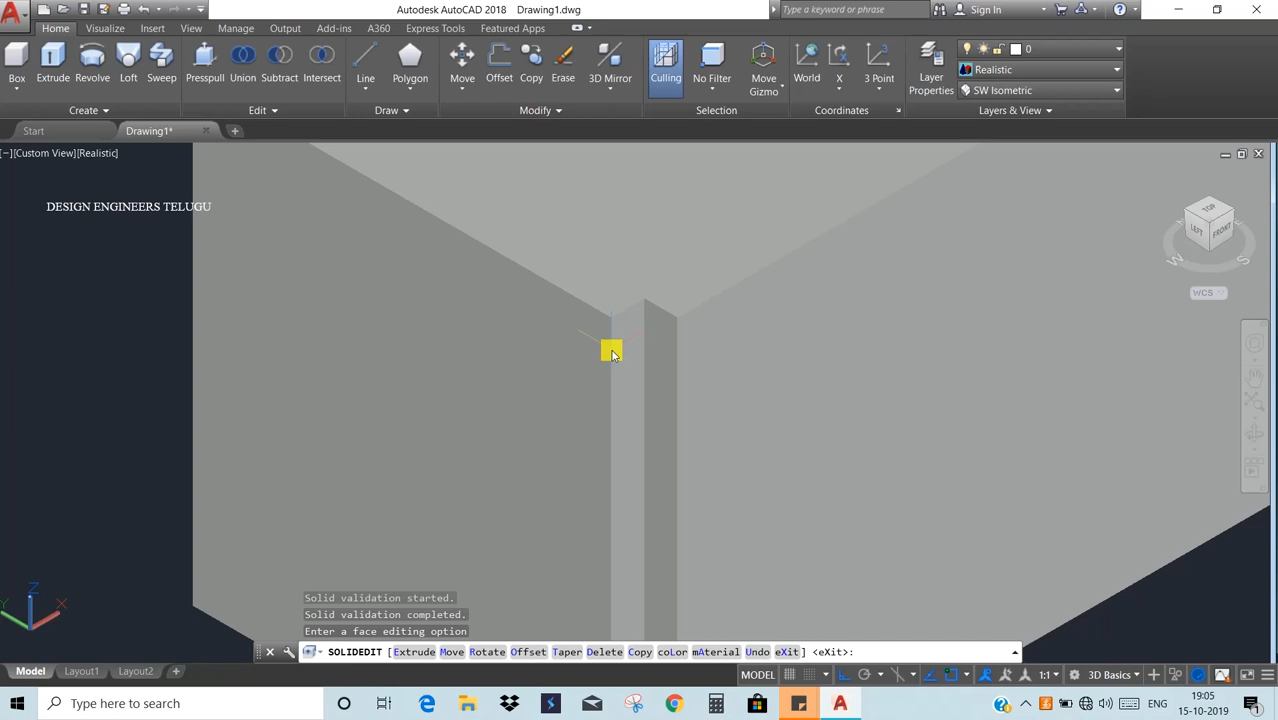 Autodesk AutoCAD 2018 Drawing1.dwg
Type a keyword or phrase
Sign In
Home Visualize Insert View Manage Output Add-ins A360 Express Tools Featured Apps
Box Extrude Revolve Loft Sweep Presspull Union Subtract Intersect Line Polygon Move Offset Copy Erase 3D Mirror Culling No Filter Move Gizmo World X 3 Point Layer Properties
0
Realistic
SW Isometric
Create Edit Draw Modify Selection Coordinates Layers & View
Start Drawing1*
[−][Custom View][Realistic]
DESIGN ENGINEERS TELUGU
TOP
LEFT FRONT
W S
WCS
Z
Y X
Solid validation started.
Solid validation completed.
Enter a face editing option
SOLIDEDIT [Extrude Move Rotate Offset Taper Delete Copy coLor mAterial Undo eXit] <eXit>:
Model Layout1 Layout2
MODEL 1:1 3D Basics
Type here to search
ENG
19:05
15-10-2019